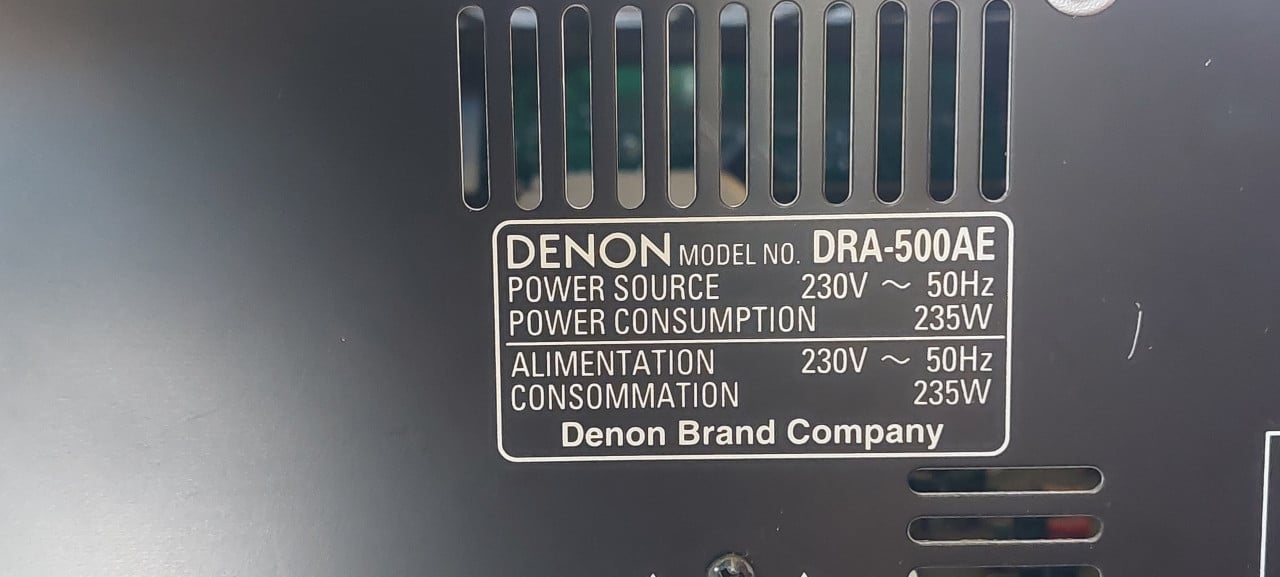 DENON MODEL NO. DRA-500AE
POWER SOURCE 230V ~ 50Hz
POWER CONSUMPTION 235W
ALIMENTATION 230V ~ 50Hz
CONSOMMATION 235W
Denon Brand Company